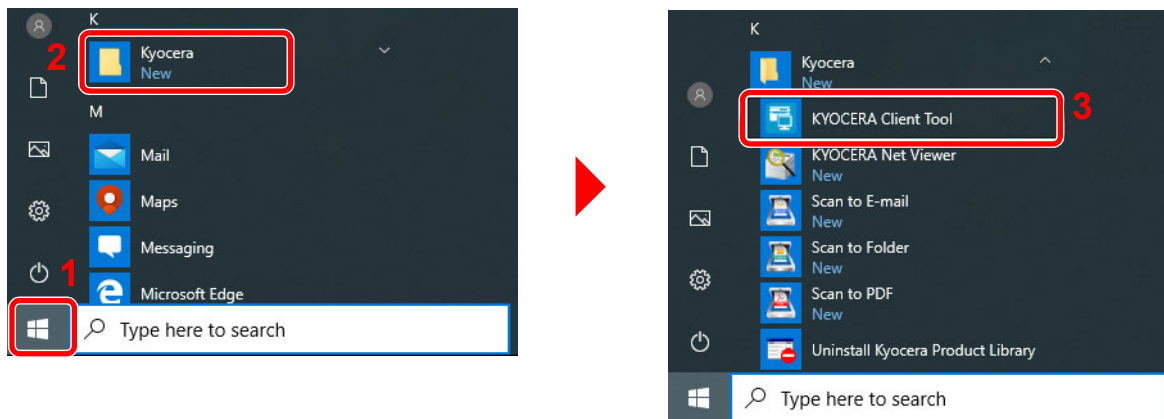 K
2
Kyocera
New
M
Mail
Maps
Messaging
1
Microsoft Edge
Type here to search
K
Kyocera
New
KYOCERA Client Tool
3
KYOCERA Net Viewer
New
Scan to E-mail
New
Scan to Folder
New
Scan to PDF
New
Uninstall Kyocera Product Library
Type here to search